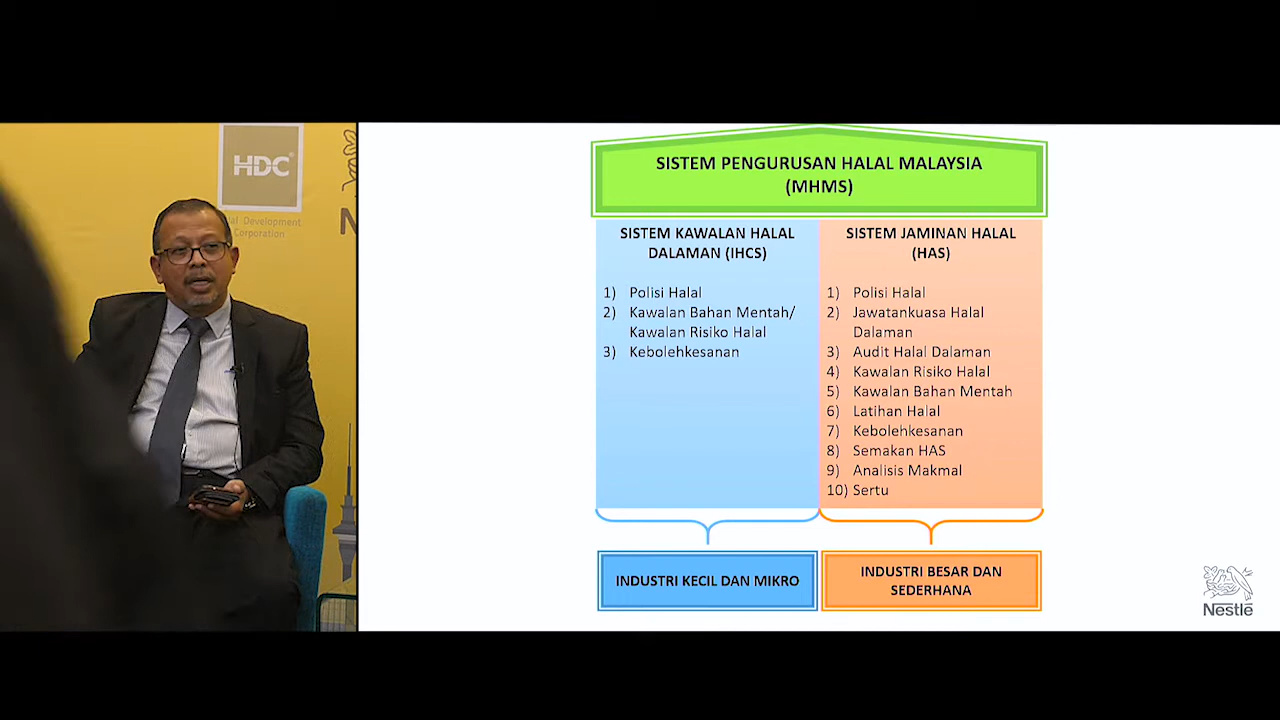 HDC
al Development
Corporation
SISTEM PENGURUSAN HALAL MALAYSIA
(MHMS)
SISTEM KAWALAN HALAL
DALAMAN (IHCS)
1) Polisi Halal
2) Kawalan Bahan Mentah/
Kawalan Risiko Halal
3) Kebolehkesanan
SISTEM JAMINAN HALAL
(HAS)
1) Polisi Halal
2) Jawatankuasa Halal
Dalaman
3) Audit Halal Dalaman
4) Kawalan Risiko Halal
5) Kawalan Bahan Mentah
6) Latihan Halal
7) Kebolehkesanan
8) Semakan HAS
9) Analisis Makmal
10) Sertu
INDUSTRI KECIL DAN MIKRO
INDUSTRI BESAR DAN
SEDERHANA
Nestlé